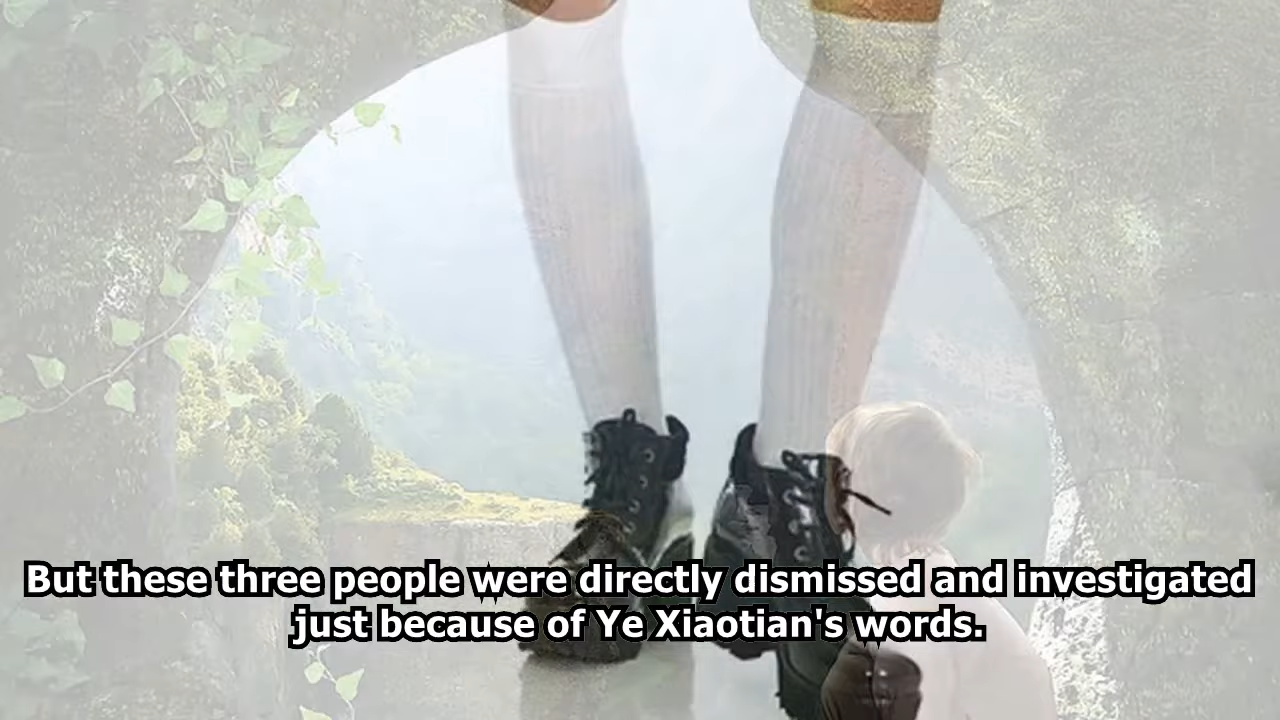 But these three people were directly dismissed and investigated
just because of Ye Xiaotian's words.